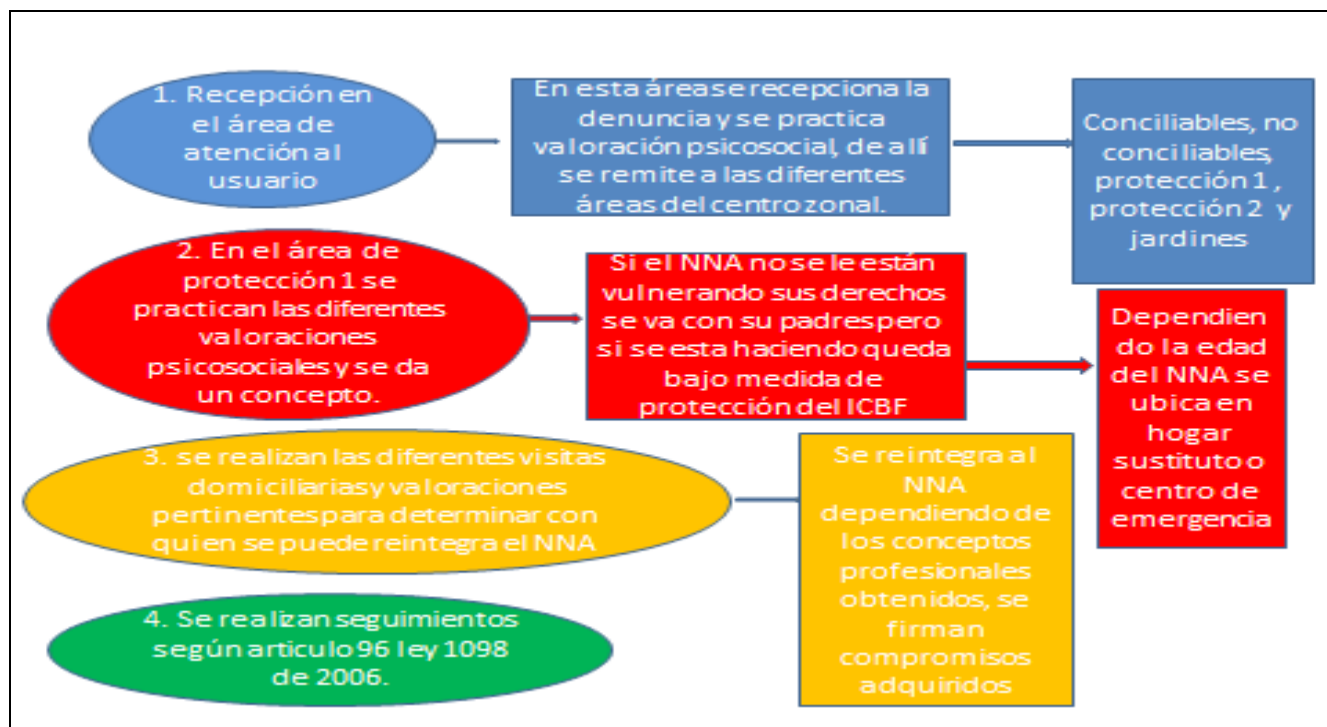 1. Recepción en
el área de
atención al
usuario
En esta área se recepciona la
denuncia y se practica
valoración psicosocial, de allí
se remite a las diferentes
áreas del centro zonal.
Conciliables, no
conciliables,
protección 1 ,
protección 2 y
jardines
2. En el área de
protección 1 se
practican las diferentes
valoraciones
psicosociales y se da
un concepto.
Si el NNA no se le están
vulnerando sus derechos
se va con su padres pero
si se esta haciendo queda
bajo medida de
protección del ICBF
Dependien
do la edad
del NNA se
ubica en
hogar
sustituto o
centro de
emergencia
3. se realizan las diferentes visitas
domiciliarias y valoraciones
pertinentes para determinar con
quien se puede reintegra el NNA
Se reintegra al
NNA
dependiendo de
los conceptos
profesionales
obtenidos, se
firman
compromisos
adquiridos
4. Se realizan seguimientos
según articulo 96 ley 1098
de 2006.